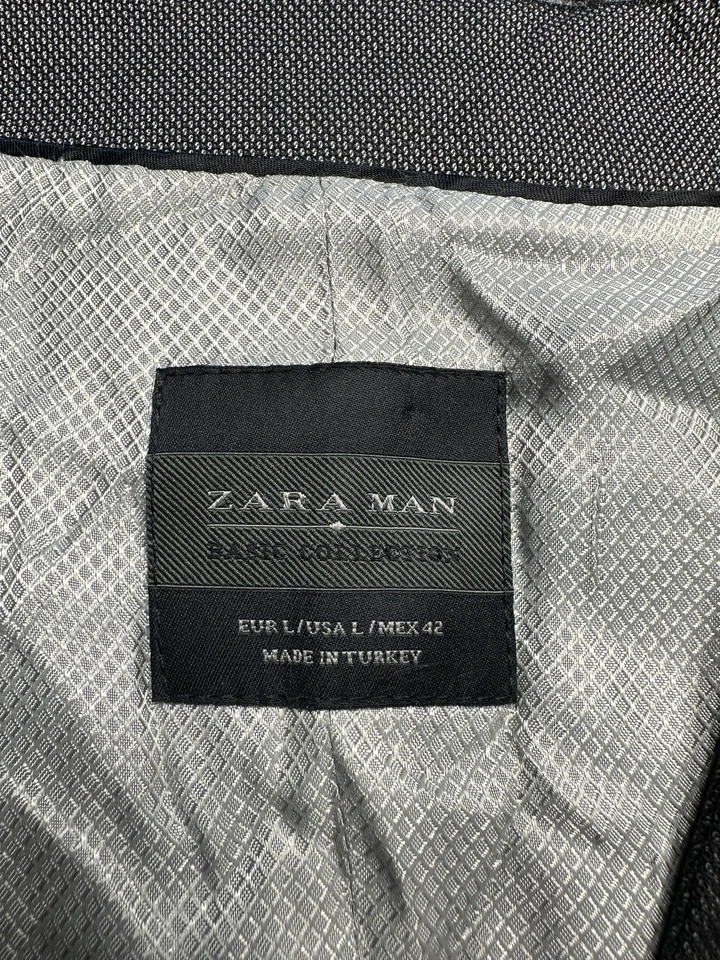 ZARA MAN
BASIC COLLECTION
EUR L/USA L/MEX 42
MADE IN TURKEY